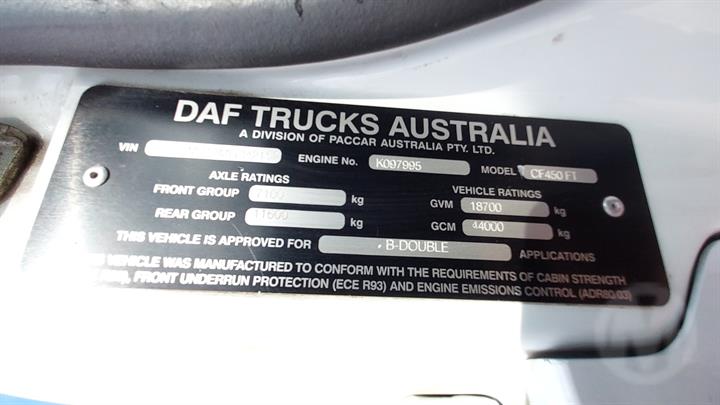 DAF TRUCKS AUSTRALIA
A DIVISION OF PACCAR AUSTRALIA PTY. LTD.
VIN ENGINE No. K097995 MODEL CF450 FT
AXLE RATINGS VEHICLE RATINGS
FRONT GROUP 7100 kg GVM 18700 kg
REAR GROUP 11600 kg GCM 44000 kg
THIS VEHICLE IS APPROVED FOR B-DOUBLE APPLICATIONS
VEHICLE WAS MANUFACTURED TO CONFORM WITH THE REQUIREMENTS OF CABIN STRENGTH
FRONT UNDERRUN PROTECTION (ECE R93) AND ENGINE EMISSIONS CONTROL (ADR80.03)